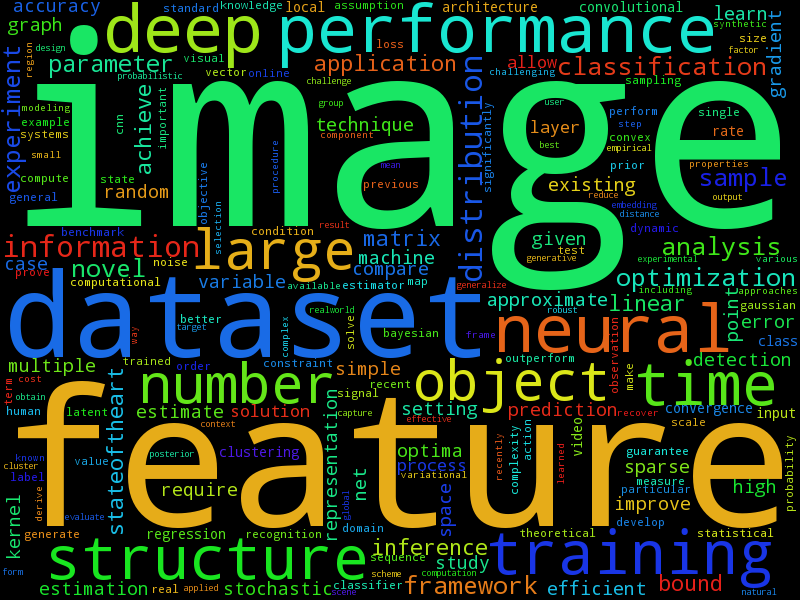 accuracy
standard
knowledge
local
assumption
architecture
convolutional
learn
synthetic
graph
design
deep
performance
loss
size
factor
gradient
region
parameter
visual
vector
online
probabilistic
application
challenge
allow
challenging
classification
sampling
experiment
image
modeling
example
systems
small
cnn
achieve
important
group
technique
component
distribution
significantly
user
layer
best
perform
step
convex
empirical
single
rate
prior
properties
compute
state
general
random
procedure
objective
selection
mean
previous
existing
reduce
embedding
distance
sample
output
benchmark
condition
result
matrix
given
test
generative
dynamic
analysis
information
large
case
prove
novel
noise
computational
variable
machine
compare
available
estimator
map
generalize
experimental
various
optimization
including
approaches
dataset
approximate
linear
robust
point
gaussian
error
class
better
target
way
complex
realworld
solve
bayesian
frame
neural
order
constraint
outperform
observation
detection
multiple
trained
simple
recent
signal
number
object
make
time
term
cost
obtain
human
latent
estimate
solution
context
capture
effective
setting
prediction
recover
convergence
scale
input
feature
stateoftheart
representation
optima
process
variational
recently
complexity
action
learned
video
guarantee
sparse
measure
particular
high
probability
known
cluster
label
value
posterior
clustering
require
net
global
space
improve
develop
derive
evaluate
kernel
generate
regression
recognition
domain
theoretical
statistical
structure
inference
sequence
study
training
form
scheme
computation
estimation
real
applied
stochastic
scene
classifier
framework
efficient
bound
natural